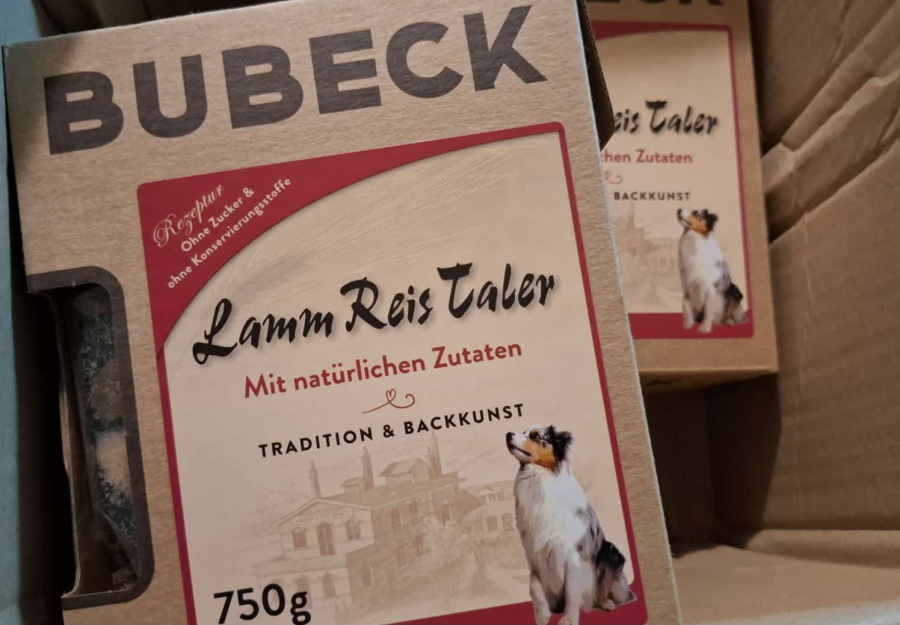 BUBECK
Rezeptur
Ohne Zucker &
ohne Konservierungsstoffe
Lamm Reis Taler
Mit natürlichen Zutaten
TRADITION & BACKKUNST
750g
eis Taler
chen Zutaten
BACKKUNST